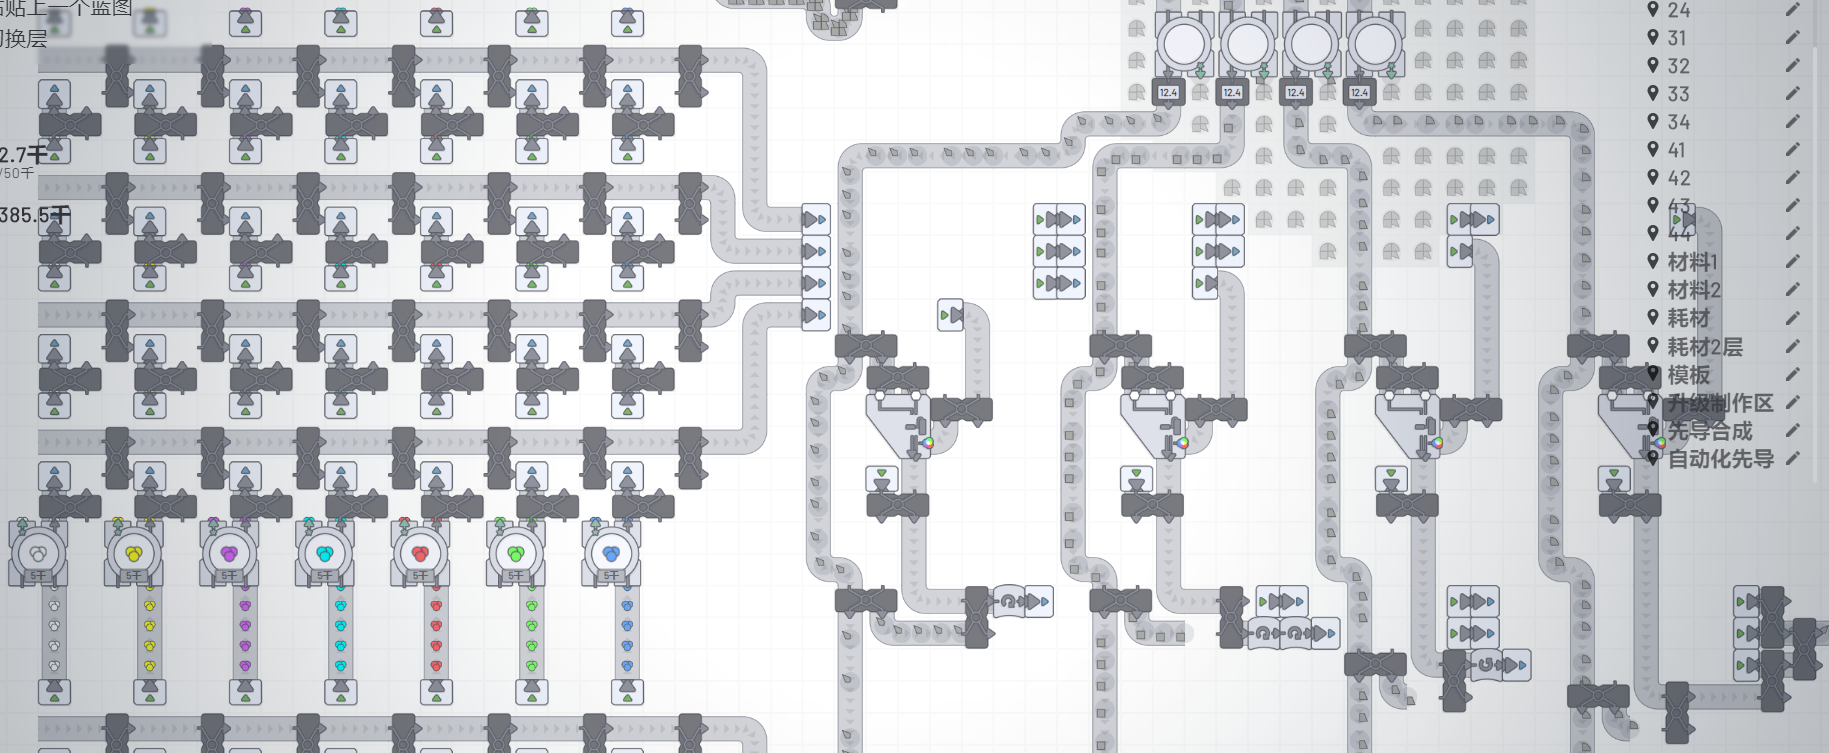 贴上一个蓝图
切换层
2.7千
/50千
385.5千
12.4
12.4
12.4
12.4
5千
5千
5千
5千
5千
5千
5千
24
31
32
33
34
41
42
43
44
材料1
材料2
耗材
耗材2层
模板
升级制作区
先导合成
自动化先导